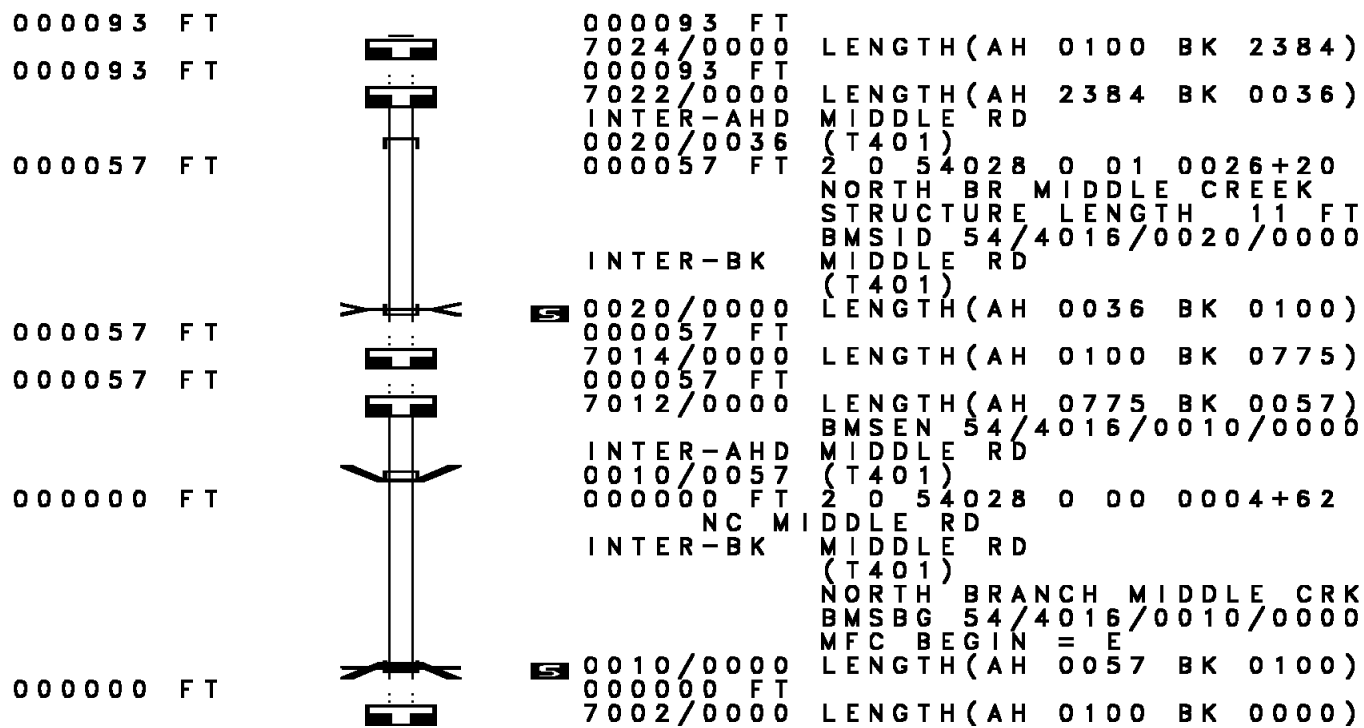 000093 FT 000093 FT
7024/0000 LENGTH(AH 0100 BK 2384)
000093 FT 000093 FT
7022/0000 LENGTH(AH 2384 BK 0036)
INTER-AHD MIDDLE RD
0020/0036 (T401)
000057 FT 000057 FT 2 0 54028 0 01 0026+20
NORTH BR MIDDLE CREEK
STRUCTURE LENGTH 11 FT
BMSID 54/4016/0020/0000
INTER-BK MIDDLE RD
(T401)
S 0020/0000 LENGTH(AH 0036 BK 0100)
000057 FT 000057 FT
7014/0000 LENGTH(AH 0100 BK 0775)
000057 FT 000057 FT
7012/0000 LENGTH(AH 0775 BK 0057)
BMSEN 54/4016/0010/0000
INTER-AHD MIDDLE RD
0010/0057 (T401)
000000 FT 000000 FT 2 0 54028 0 00 0004+62
NC MIDDLE RD
INTER-BK MIDDLE RD
(T401)
NORTH BRANCH MIDDLE CRK
BMSBG 54/4016/0010/0000
MFC BEGIN = E
S 0010/0000 LENGTH(AH 0057 BK 0100)
000000 FT 000000 FT
7002/0000 LENGTH(AH 0100 BK 0000)